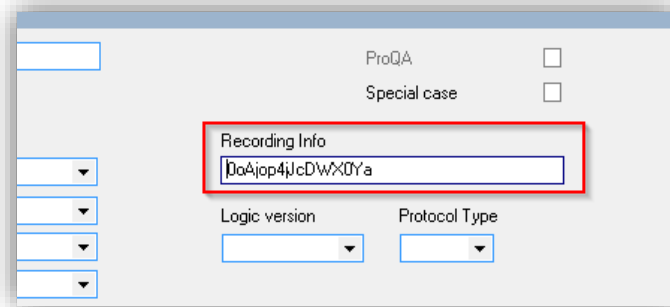 ProQA
Special case
Recording Info
0oAjop4jJcDWX0Ya
Logic version
Protocol Type